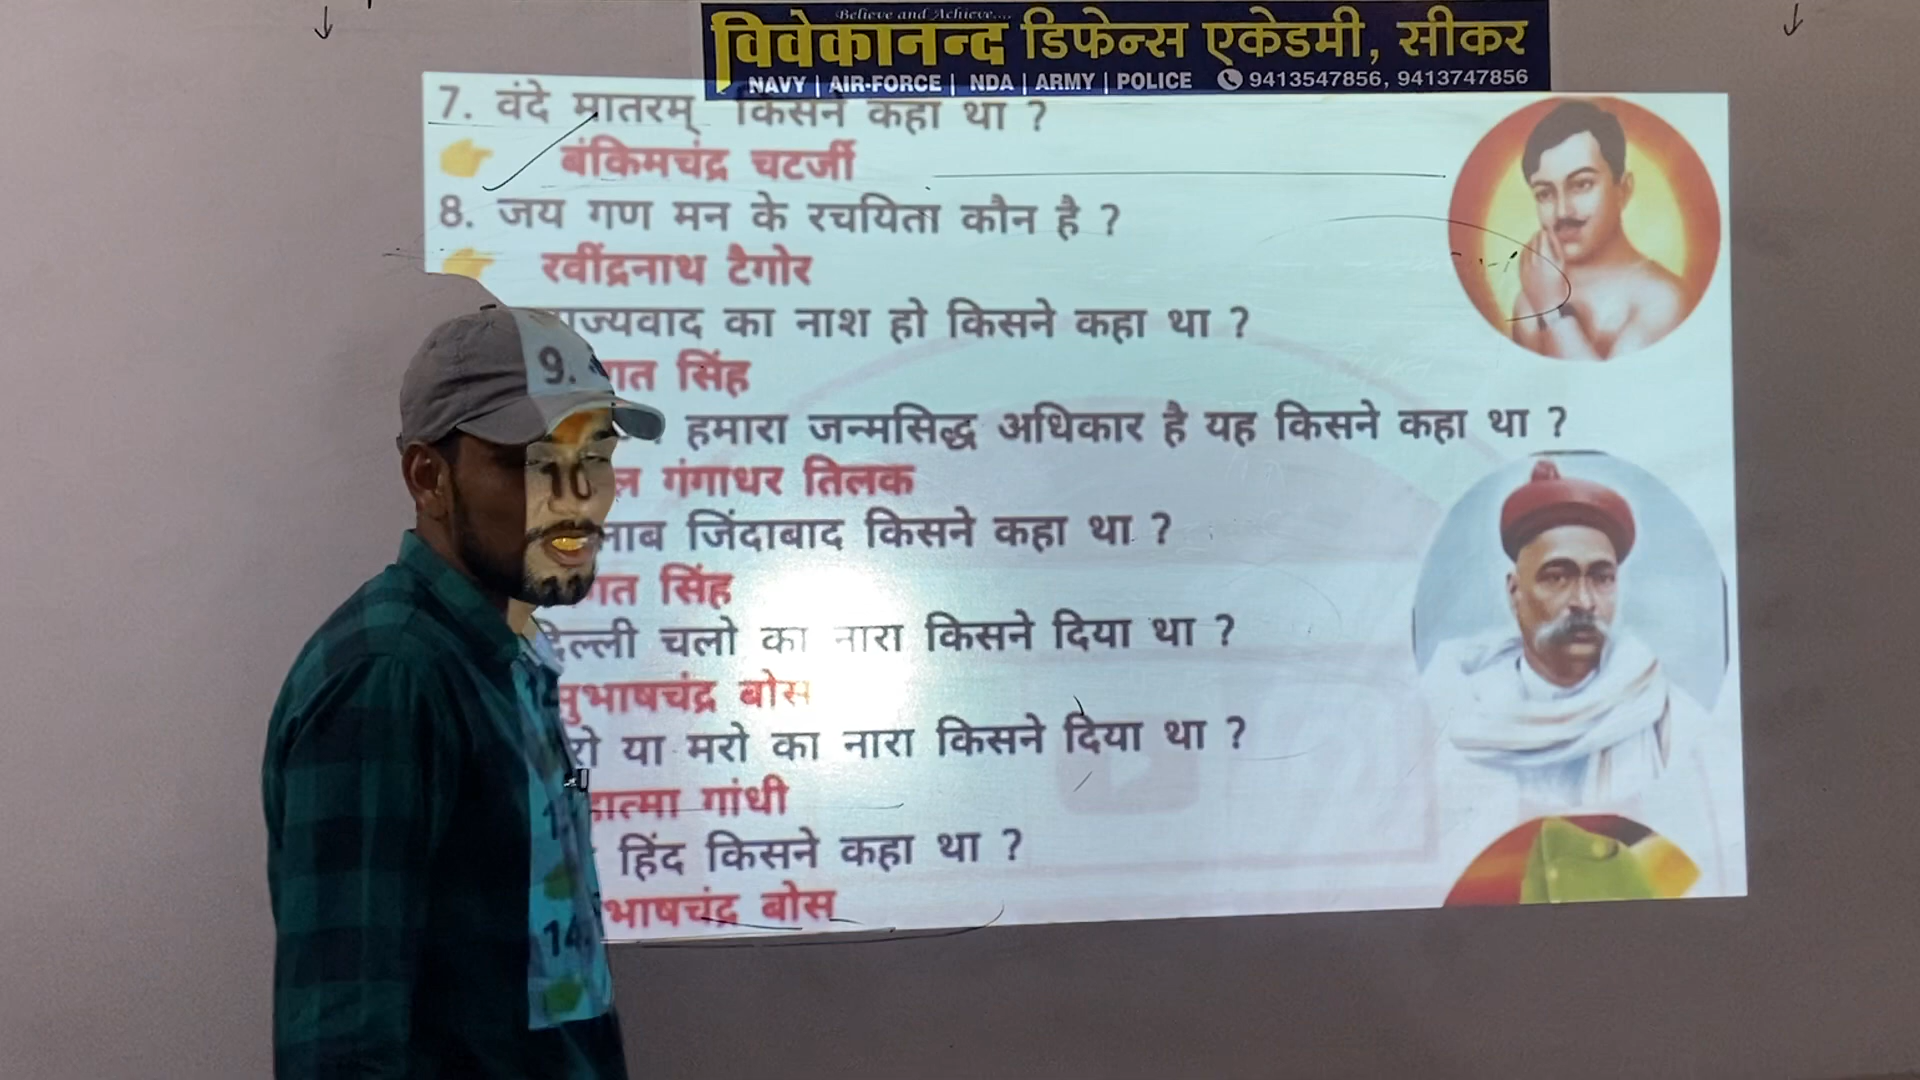 Believe and Achieve....
विवेकानन्द डिफेन्स एकेडमी, सीकर
NAVY | AIR-FORCE | NDA | ARMY | POLICE 9413547856, 9413747856
7. वंदे मातरम् किसने कहा था ?
बंकिमचंद्र चटर्जी
8. जय गण मन के रचयिता कौन है ?
रवींद्रनाथ टैगोर
9. का नाश हो किसने कहा था ?
सिंह
10 हमारा जन्मसिद्ध अधिकार है यह किसने कहा था ?
गंगाधर तिलक
11 जिंदाबाद किसने कहा था ?
सिंह
दिल्ली चलो का नारा किसने दिया था ?
सुभाषचंद्र बोस
या मरो का नारा किसने दिया था ?
गांधी
हिंद किसने कहा था ?
14. बोस